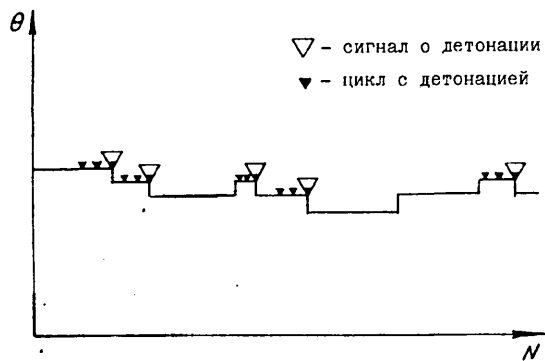 θ
▽ - сигнал о детонации
▼ - цикл с детонацией
N